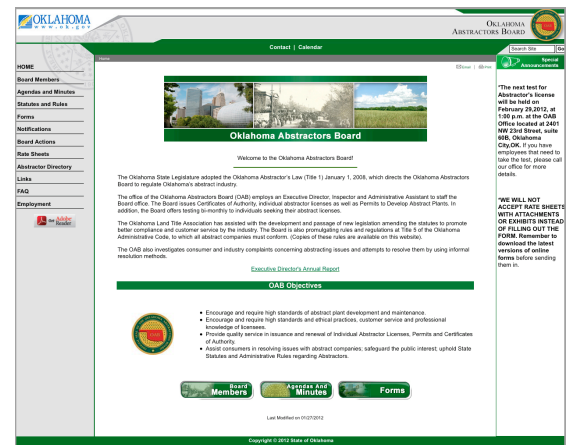 OKLAHOMA
www.ok.gov
OKLAHOMA
ABSTRACTORS BOARD
Contact | Calendar
Search Site
Go
Home
Email | Print
HOME
Board Members
Agendas and Minutes
Statutes and Rules
Forms
Notifications
Board Actions
Rate Sheets
Abstractor Directory
Links
FAQ
Employment
Get Adobe
Reader
Oklahoma Abstractors Board
Welcome to the Oklahoma Abstractors Board!
The Oklahoma State Legislature adopted the Oklahoma Abstractor's Law (Title 1) January 1, 2008, which directs the Oklahoma Abstractors
Board to regulate Oklahoma's abstract industry.
The office of the Oklahoma Abstractors Board (OAB) employs an Executive Director, Inspector and Administrative Assistant to staff the
Board office. The Board issues Certificates of Authority, individual abstractor licenses as well as Permits to Develop Abstract Plants. In
addition, the Board offers testing bi-monthly to individuals seeking their abstract licenses.
The Oklahoma Land Title Association has assisted with the development and passage of new legislation amending the statutes to promote
better compliance and customer service by the industry. The Board is also promulgating rules and regulations at Title 5 of the Oklahoma
Administrative Code, to which all abstract companies must conform. (Copies of these rules are available on this website).
The OAB also investigates consumer and industry complaints concerning abstracting issues and attempts to resolve them by using informal
resolution methods.
Executive Director's Annual Report
OAB Objectives
Encourage and require high standards of abstract plant development and maintenance.
Encourage and require high standards and ethical practices, customer service and professional
knowledge of licensees.
Provide quality service in issuance and renewal of Individual Abstractor Licenses, Permits and Certificates
of Authority.
Assist consumers in resolving issues with abstract companies; safeguard the public interest; uphold State
Statutes and Administrative Rules regarding Abstractors.
Board
Members
Agendas And
Minutes
Forms
Last Modified on 01/27/2012
Special
Announcements
*The next test for
Abstractor's license
will be held on
February 29,2012, at
1:00 p.m. at the OAB
Office located at 2401
NW 23rd Street, suite
60B, Oklahoma
City,OK. If you have
employees that need to
take the test, please call
our office for more
details.
*WE WILL NOT
ACCEPT RATE SHEETS
WITH ATTACHMENTS
OR EXHIBITS INSTEAD
OF FILLING OUT THE
FORM. Remember to
download the latest
versions of online
forms before sending
them in.
Copyright © 2012 State of Oklahoma